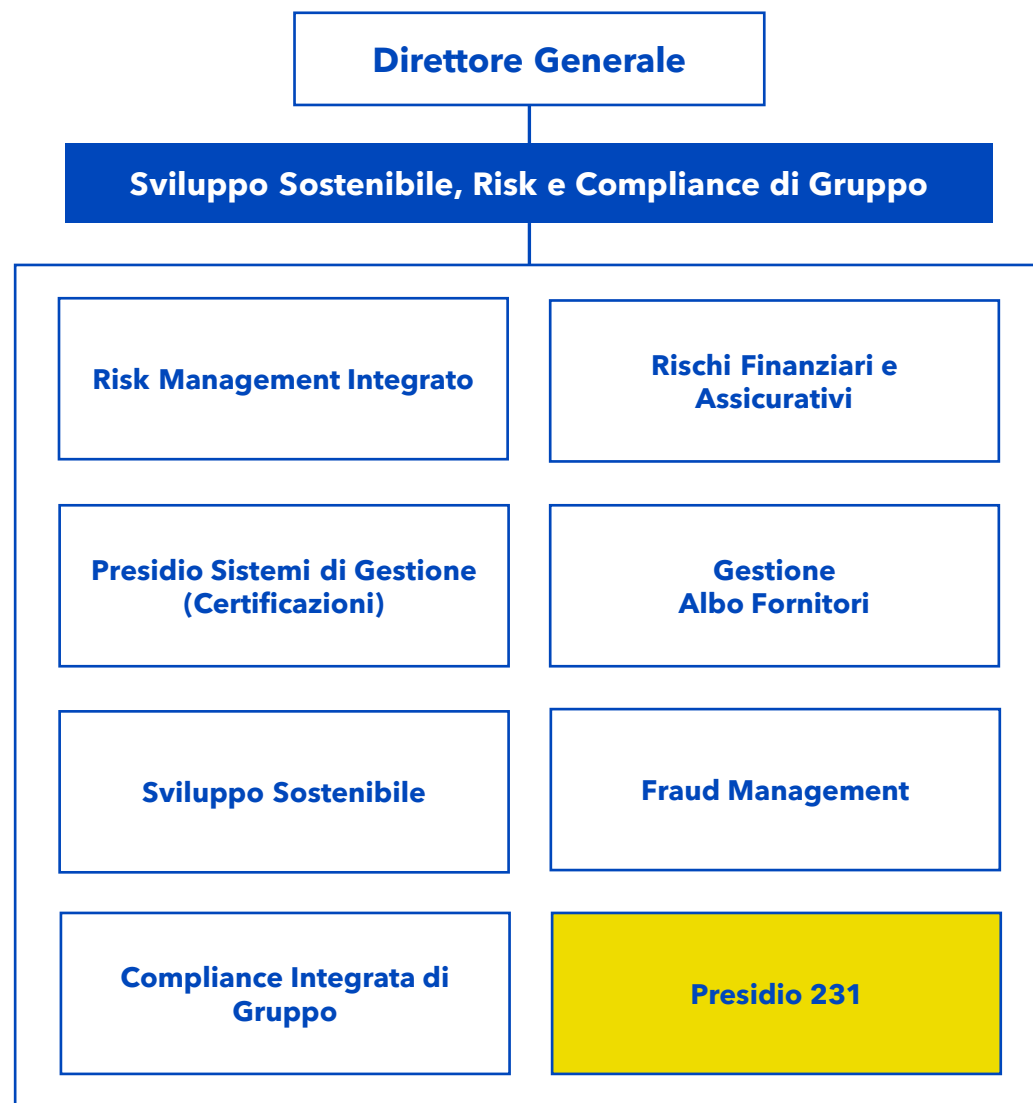 Direttore Generale
Sviluppo Sostenibile, Risk e Compliance di Gruppo
Risk Management Integrato
Rischi Finanziari e
Assicurativi
Presidio Sistemi di Gestione
(Certificazioni)
Gestione
Albo Fornitori
Sviluppo Sostenibile
Fraud Management
Compliance Integrata di
Gruppo
Presidio 231